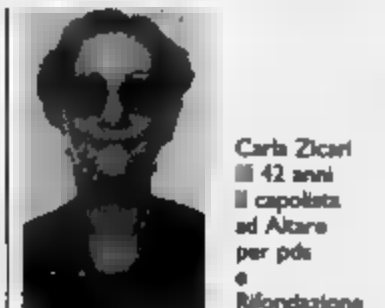 Carla Zicari
42 anni
capolista
ad Altare
per pds
e
Rifondazione